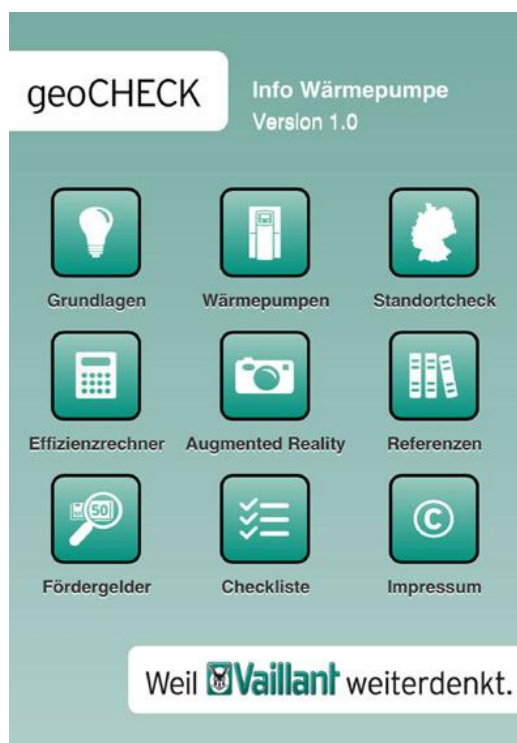 geoCHECK
Info Wärmepumpe
Version 1.0
Grundlagen Wärmepumpen Standortcheck
Effizienzrechner Augmented Reality Referenzen
50
Fördergelder Checkliste Impressum
©
Weil Vaillant weiterdenkt.